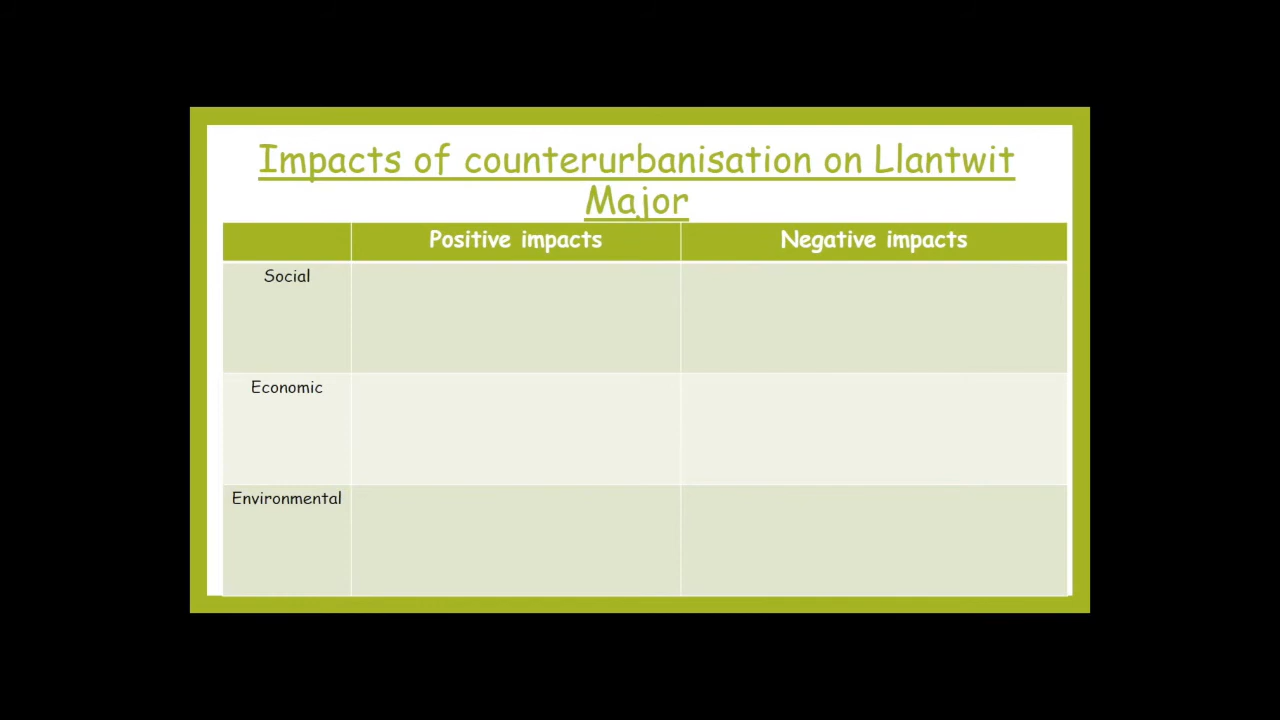 Impacts of counterurbanisation on Llantwit
Major
Positive impacts
Negative impacts
Social
Economic
Environmental